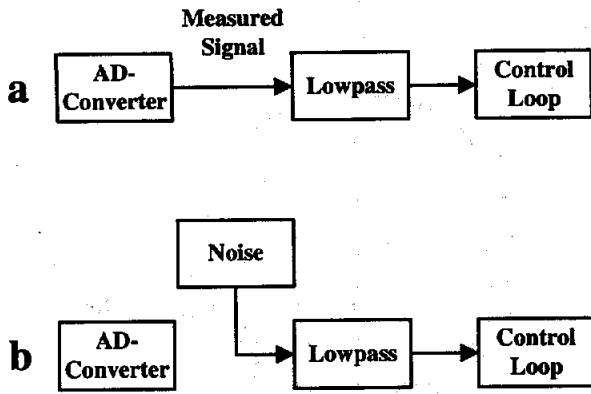 Measured
Signal
a
AD-
Converter
Lowpass
Control
Loop
Noise
b
AD-
Converter
Lowpass
Control
Loop